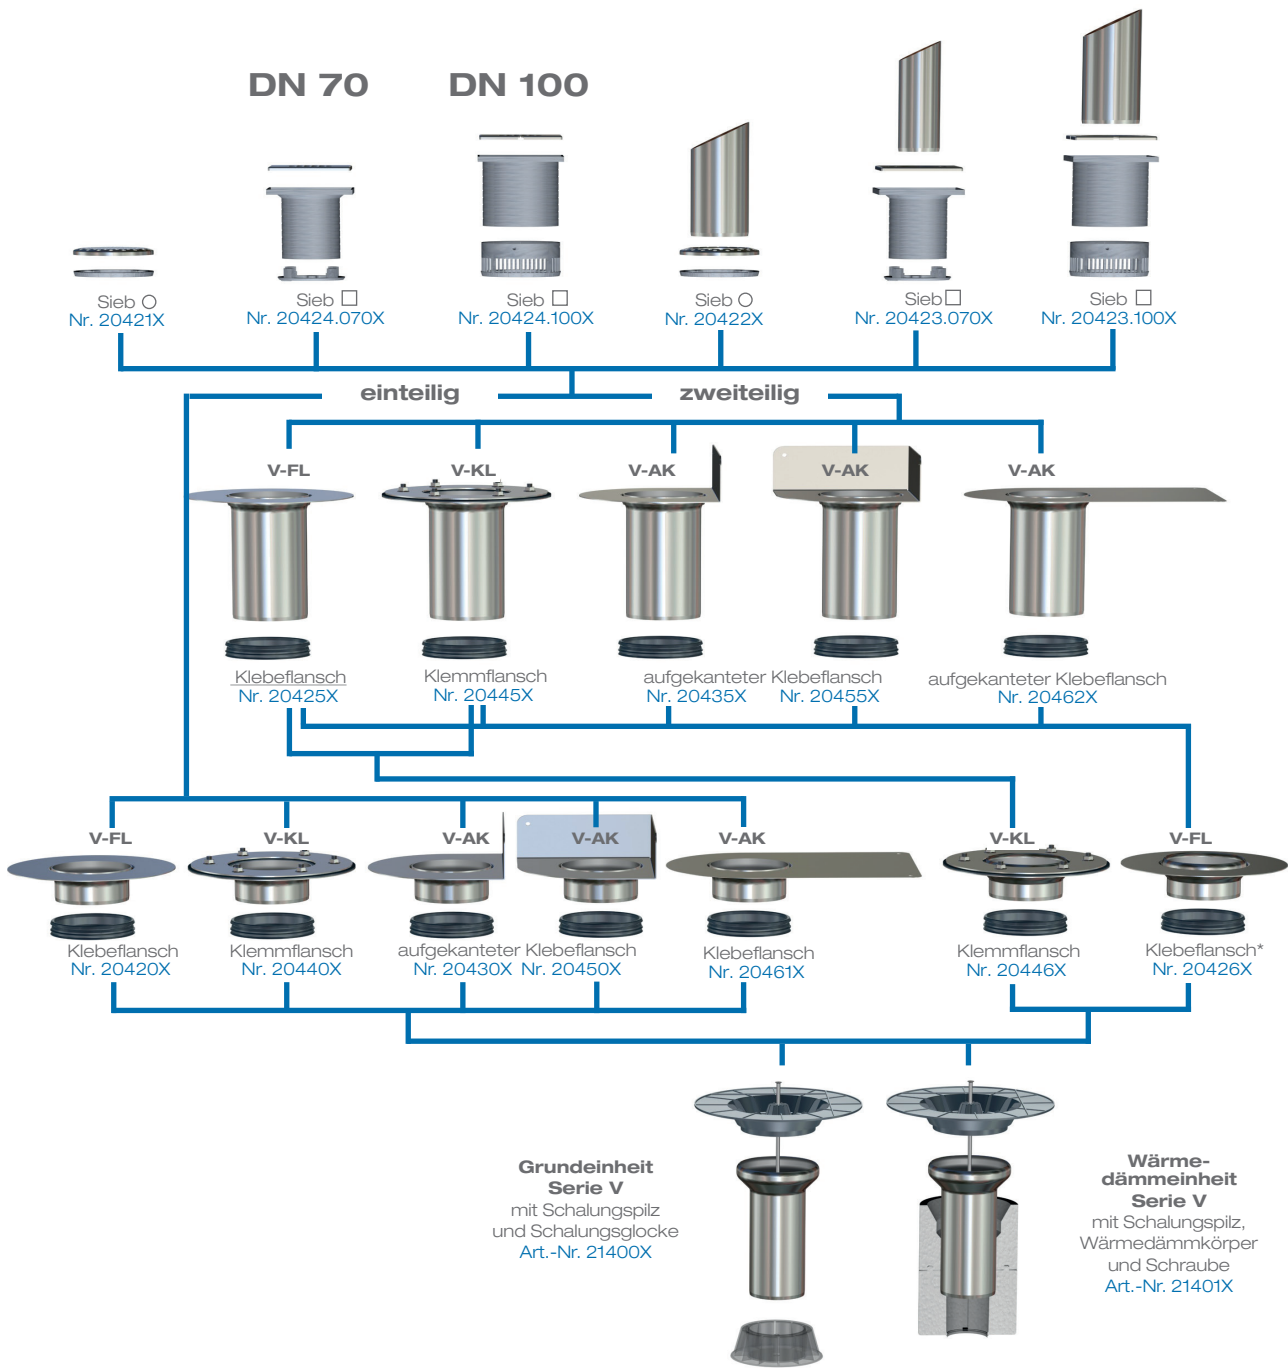 DN 70
DN 100
Sieb ○
Nr. 20421X
Sieb □
Nr. 20424.070X
Sieb □
Nr. 20424.100X
Sieb ○
Nr. 20422X
Sieb □
Nr. 20423.070X
Sieb □
Nr. 20423.100X
einteilig
zweiteilig
V-FL
V-KL
V-AK
V-AK
V-AK
Klebeflansch
Nr. 20425X
Klemmflansch
Nr. 20445X
aufgekanteter Klebeflansch
Nr. 20435X
Nr. 20455X
aufgekanteter Klebeflansch
Nr. 20462X
V-FL
V-KL
V-AK
V-AK
V-AK
V-KL
V-FL
Klebeflansch
Nr. 20420X
Klemmflansch
Nr. 20440X
aufgekanteter Klebeflansch
Nr. 20430X Nr. 20450X
Klebeflansch
Nr. 20461X
Klemmflansch
Nr. 20446X
Klebeflansch*
Nr. 20426X
Grundeinheit
Serie V
mit Schalungspilz
und Schalungsglocke
Art.-Nr. 21400X
Wärme-
dämmeinheit
Serie V
mit Schalungspilz,
Wärmedämmkörper
und Schraube
Art.-Nr. 21401X